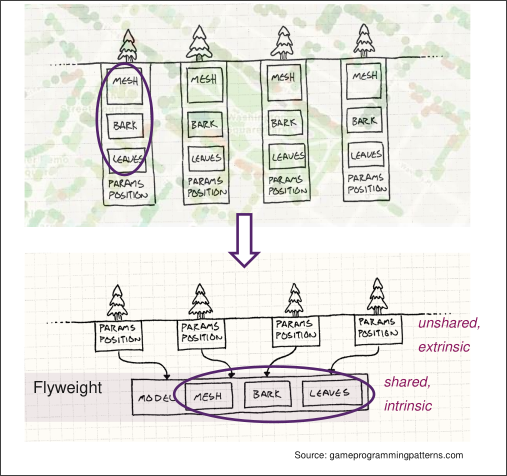 MESH MESH MESH MESH
BARK BARK BARK BARK
LEAVES LEAVES LEAVES LEAVES
PARAMS PARAMS PARAMS PARAMS
POSITION POSITION POSITION POSITION
PARAMS PARAMS PARAMS PARAMS
POSITION POSITION POSITION POSITION
unshared,
extrinsic
Flyweight
MODEL MESH BARK LEAVES
shared,
intrinsic
Source: gameprogrammingpatterns.com